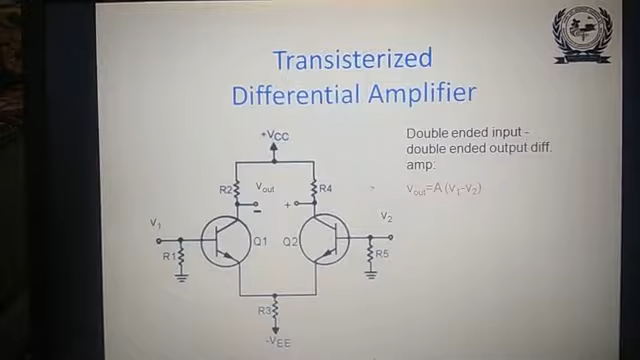 Transisterized
Differential Amplifier
+VCC
Double ended input -
double ended output diff.
amp:
Vout=A (V1-V2)
R2
Vout
R4
-
+
V1
V2
Q1
Q2
R1
R5
R3
-VEE